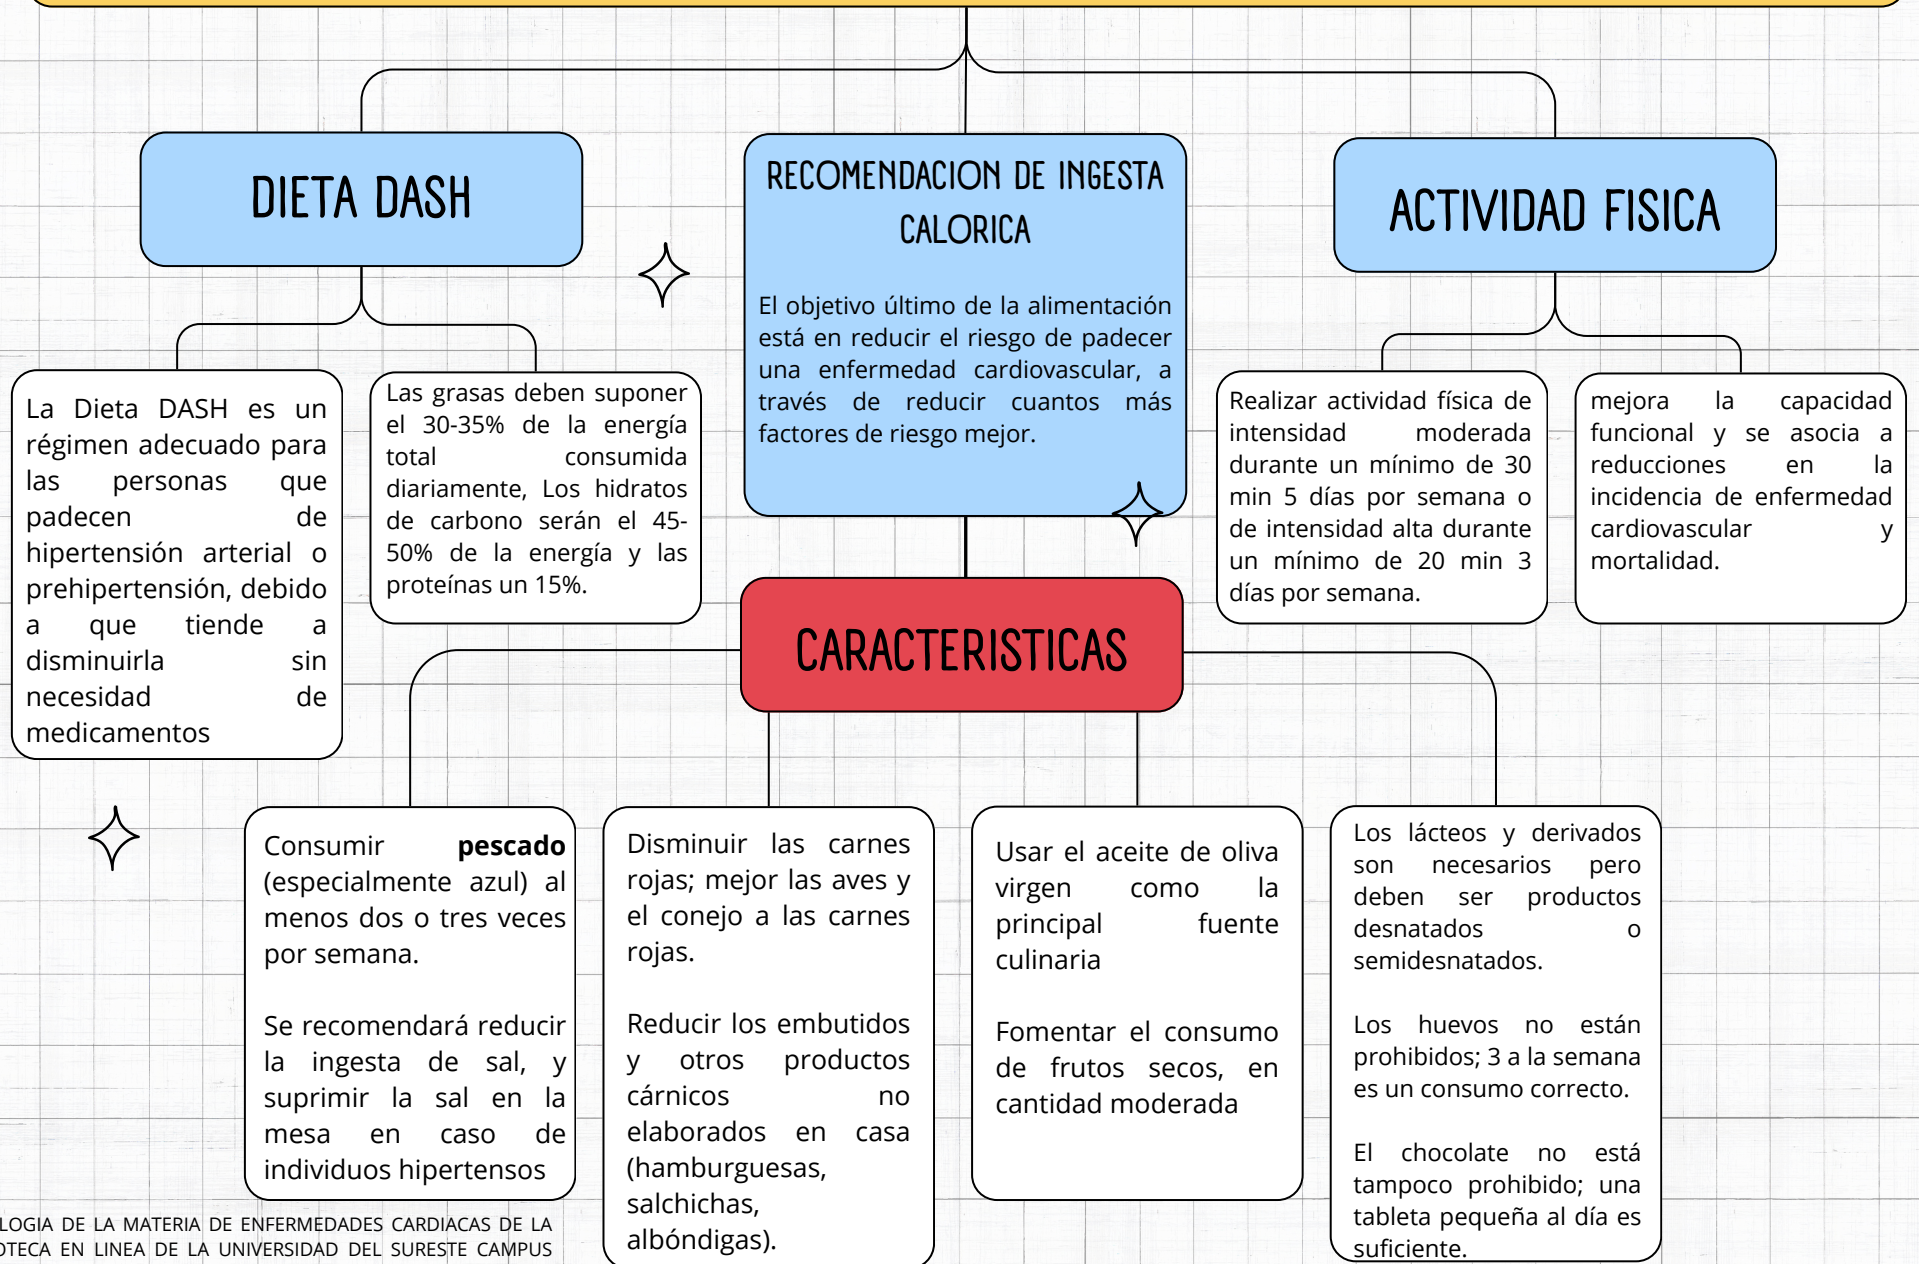 DIETA DASH
RECOMENDACION DE INGESTA
CALORICA
El objetivo último de la alimentación
está en reducir el riesgo de padecer
una enfermedad cardiovascular, a
través de reducir cuantos más
factores de riesgo mejor.
ACTIVIDAD FISICA
La Dieta DASH es un
régimen adecuado para
las personas que
padecen de
hipertensión arterial o
prehipertensión, debido
a que tiende a
disminuirla sin
necesidad de
medicamentos
Las grasas deben suponer
el 30-35% de la energía
total consumida
diariamente, Los hidratos
de carbono serán el 45-
50% de la energía y las
proteínas un 15%.
Realizar actividad física de
intensidad moderada
durante un mínimo de 30
min 5 días por semana o
de intensidad alta durante
un mínimo de 20 min 3
días por semana.
mejora la capacidad
funcional y se asocia a
reducciones en la
incidencia de enfermedad
cardiovascular y
mortalidad.
CARACTERISTICAS
Consumir pescado
(especialmente azul) al
menos dos o tres veces
por semana.
Se recomendará reducir
la ingesta de sal, y
suprimir la sal en la
mesa en caso de
individuos hipertensos
Disminuir las carnes
rojas; mejor las aves y
el conejo a las carnes
rojas.
Reducir los embutidos
y otros productos
cárnicos no
elaborados en casa
(hamburguesas,
salchichas,
albóndigas).
Usar el aceite de oliva
virgen como la
principal fuente
culinaria
Fomentar el consumo
de frutos secos, en
cantidad moderada
Los lácteos y derivados
son necesarios pero
deben ser productos
desnatados o
semidesnatados.
Los huevos no están
prohibidos; 3 a la semana
es un consumo correcto.
El chocolate no está
tampoco prohibido; una
tableta pequeña al día es
suficiente.
LOGIA DE LA MATERIA DE ENFERMEDADES CARDIACAS DE LA
OTECA EN LINEA DE LA UNIVERSIDAD DEL SURESTE CAMPUS